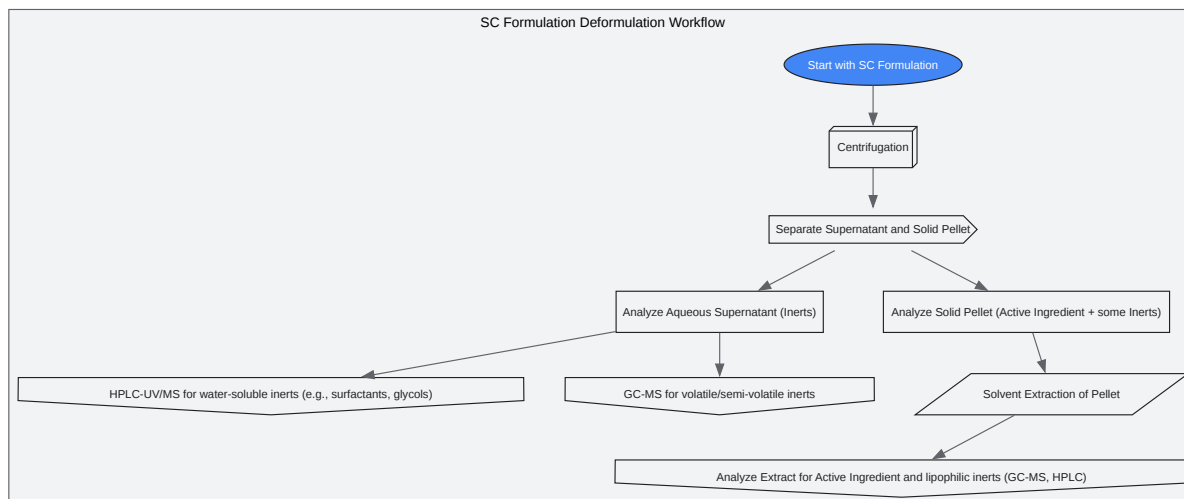 SC Formulation Deformulation Workflow
Start with SC Formulation
Centrifugation
Separate Supernatant and Solid Pellet
Analyze Aqueous Supernatant (Inerts)
Analyze Solid Pellet (Active Ingredient + some Inerts)
HPLC-UV/MS for water-soluble inerts (e.g., surfactants, glycols)
GC-MS for volatile/semi-volatile inerts
Solvent Extraction of Pellet
Analyze Extract for Active Ingredient and lipophilic inerts (GC-MS, HPLC)